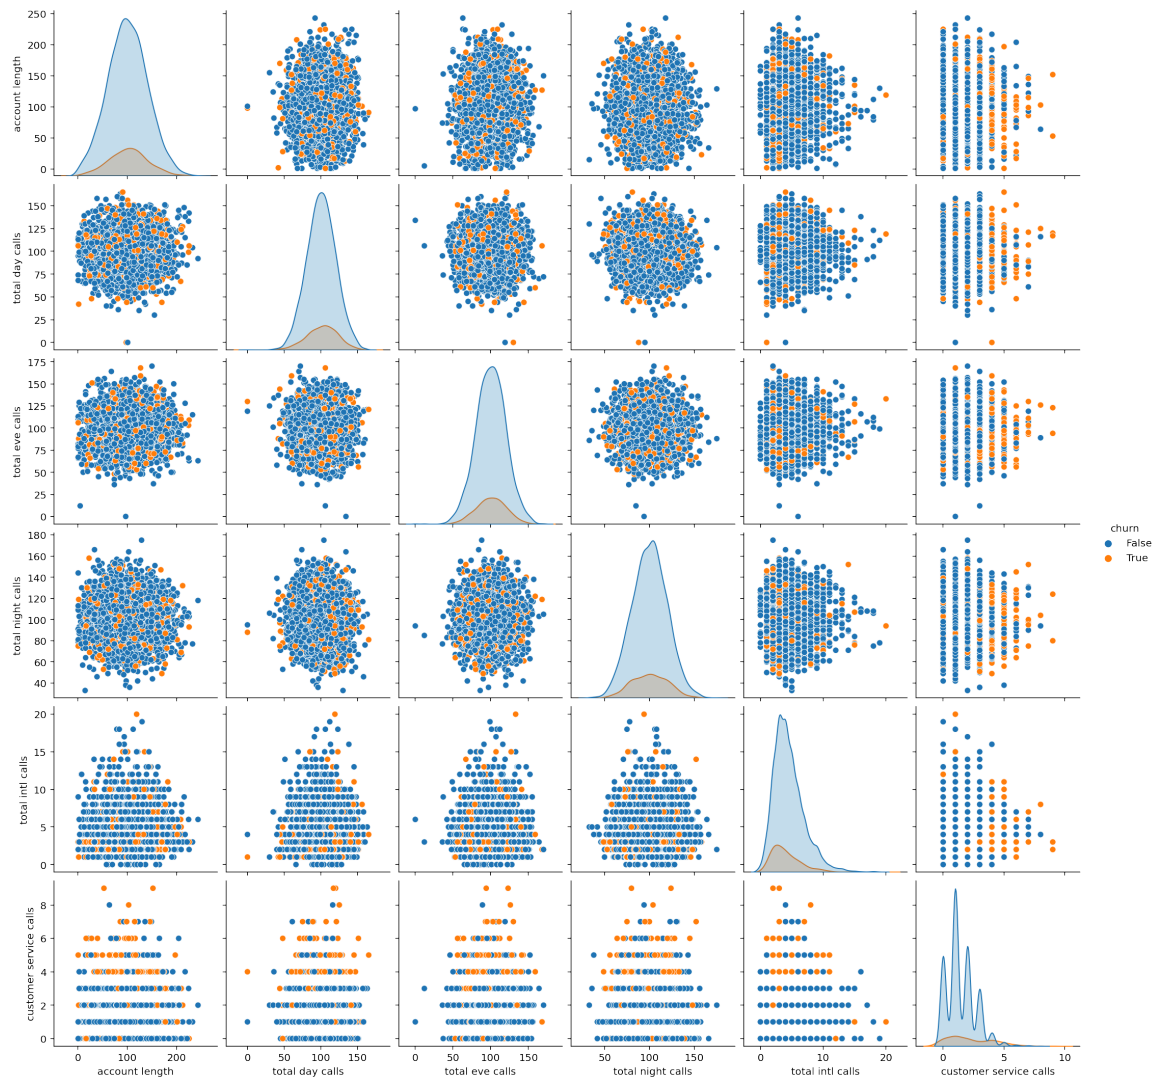 250
200
150
100
50
0
account length
150
125
100
75
50
25
0
total day calls
175
150
125
100
75
50
25
0
total eve calls
churn
False
True
180
160
140
120
100
80
60
40
total night calls
20
15
10
5
0
total intl calls
8
6
4
2
0
customer service calls
0 100 200
0 50 100 150
0 50 100 150
50 100 150
0 10 20
0 5 10
account length total day calls total eve calls total night calls total intl calls customer service calls